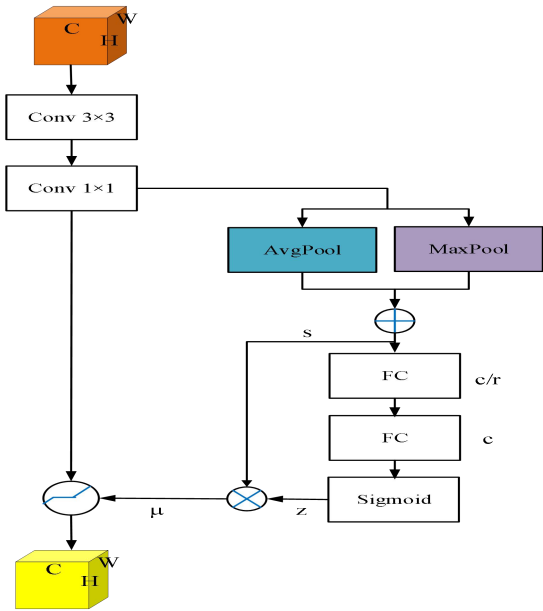 C
W
H
Conv 3×3
Conv 1×1
AvgPool
MaxPool
s
FC
c/r
FC
c
Sigmoid
z
μ
C
W
H